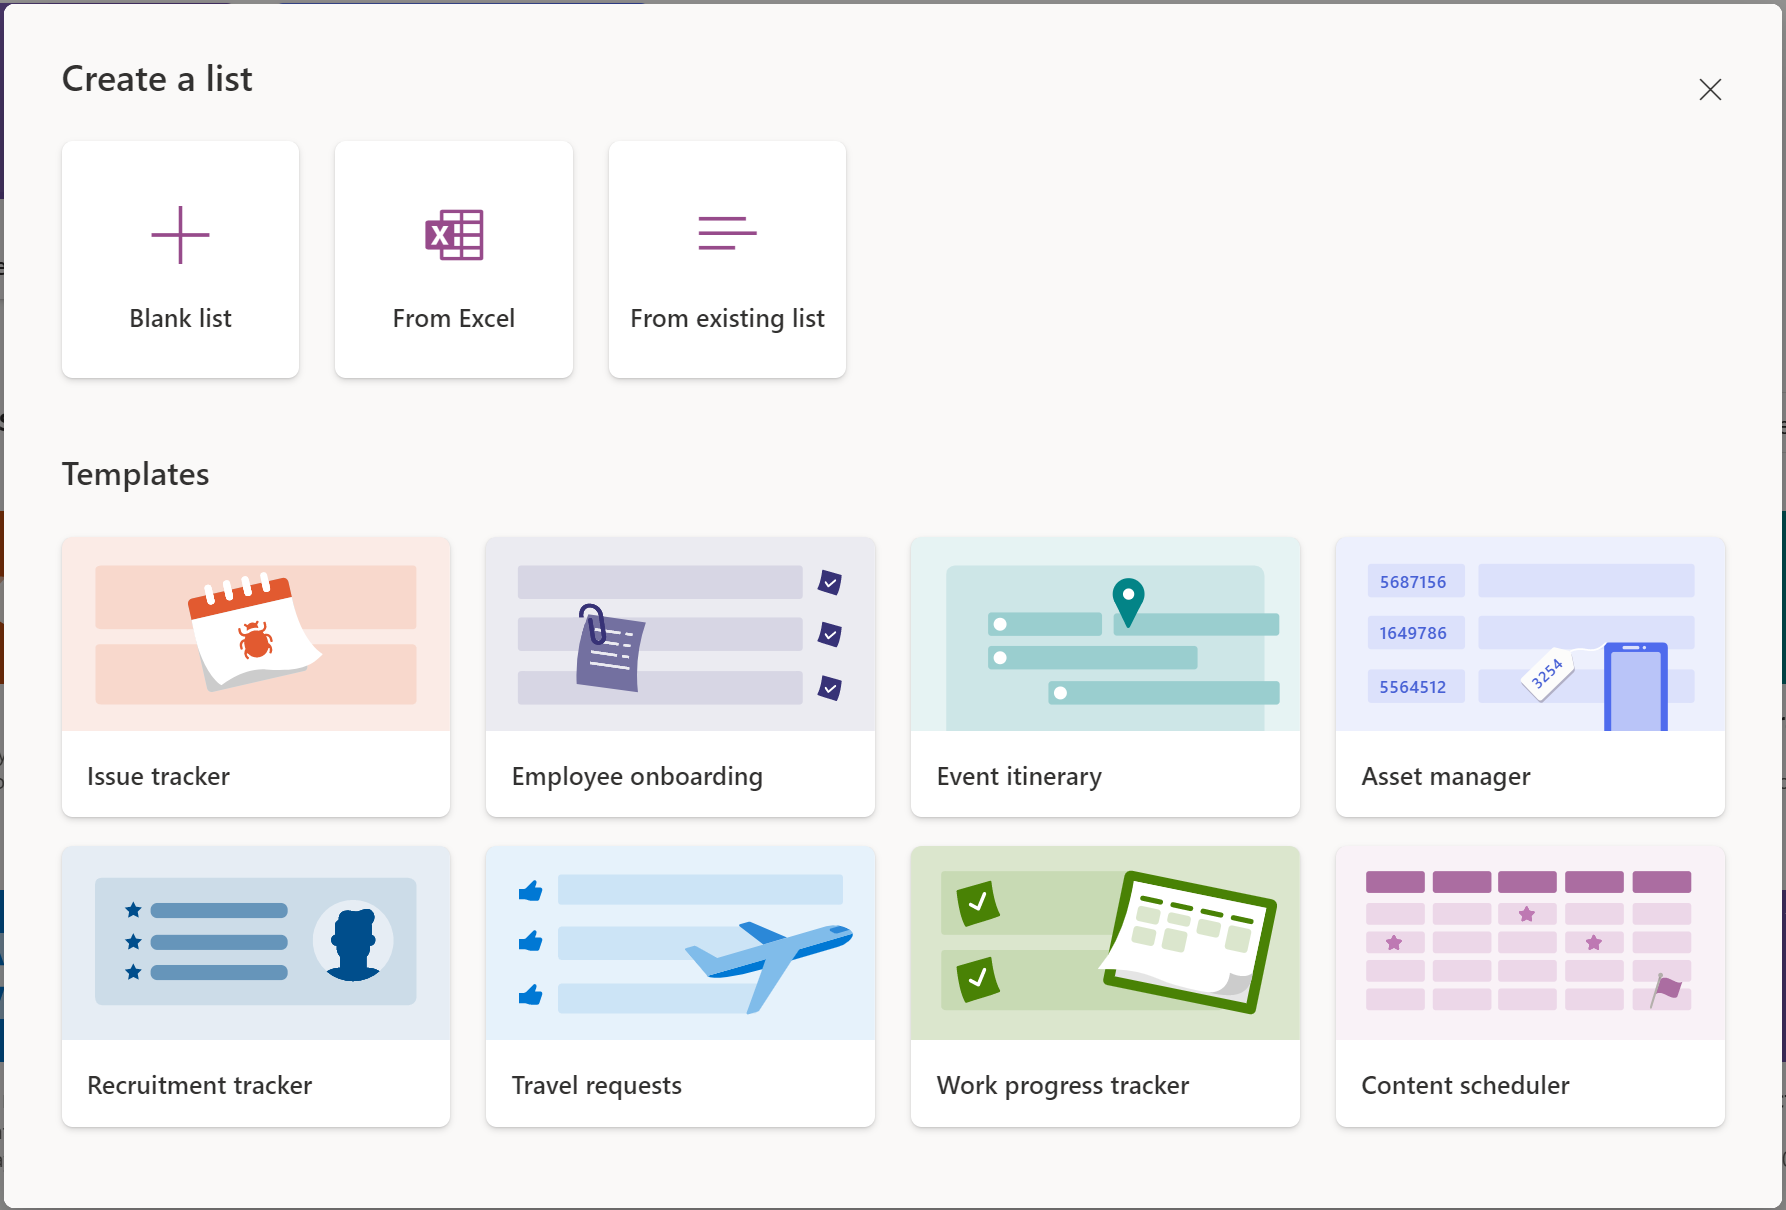 Create a list
Blank list
From Excel
From existing list
Templates
5687156
1649786
3254
5564512
Issue tracker
Employee onboarding
Event itinerary
Asset manager
Recruitment tracker
Travel requests
Work progress tracker
Content scheduler